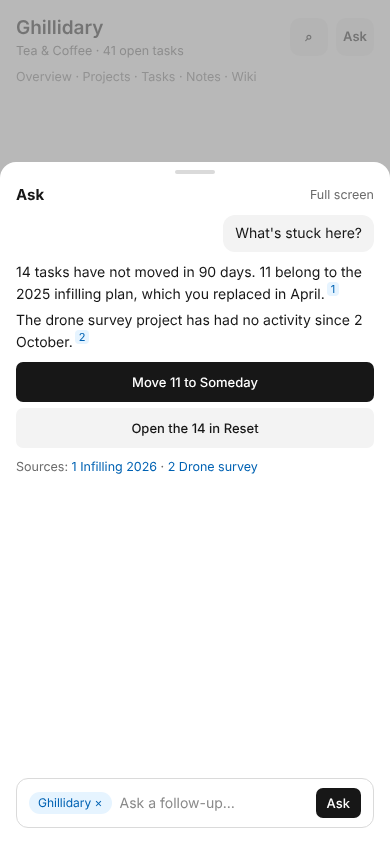 Ghillidary
Tea & Coffee · 41 open tasks
Ask
Overview · Projects · Tasks · Notes · Wiki
Ask
Full screen
What's stuck here?
14 tasks have not moved in 90 days. 11 belong to the
2025 infilling plan, which you replaced in April. 1
The drone survey project has had no activity since 2
October. 2
Move 11 to Someday
Open the 14 in Reset
Sources: 1 Infilling 2026 · 2 Drone survey
Ghillidary × Ask a follow-up...
Ask